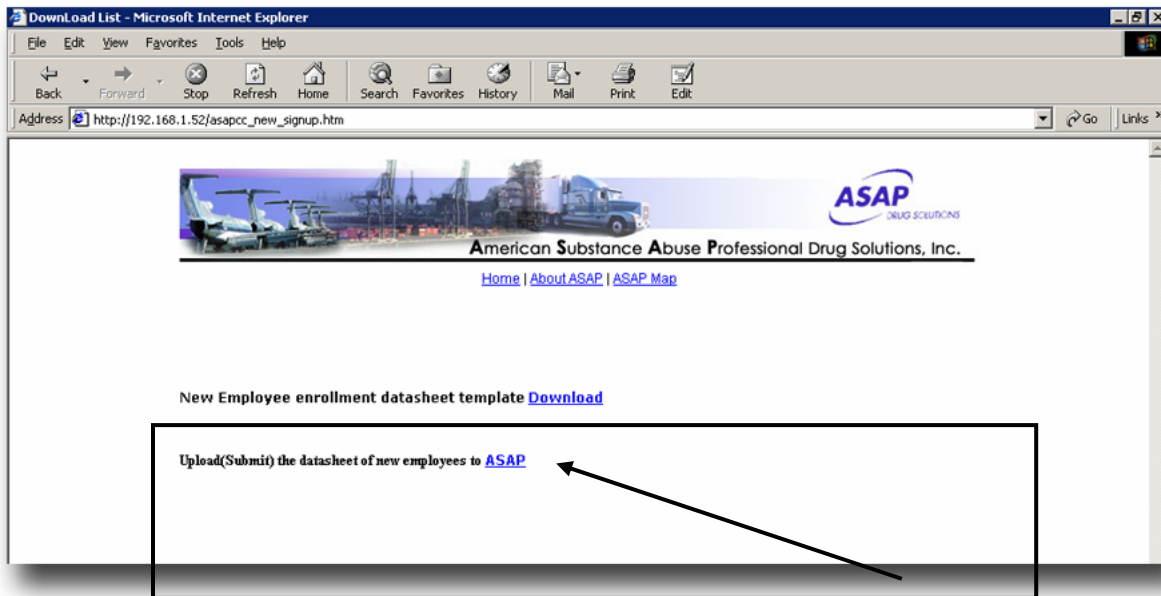 DownLoad List - Microsoft Internet Explorer
File Edit View Favorites Tools Help
Back Forward Stop Refresh Home Search Favorites History Mail Print Edit
Address http://192.168.1.52/asapcc_new_signup.htm Go Links »
ASAP
DRUG SOLUTIONS
American Substance Abuse Professional Drug Solutions, Inc.
Home | About ASAP | ASAP Map
New Employee enrollment datasheet template Download
Upload(Submit) the datasheet of new employees to ASAP